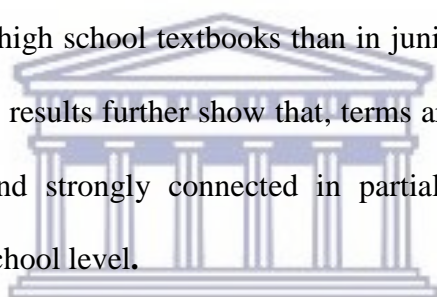 high school textbooks than in juni
results further show that, terms a
nd strongly connected in partial
chool level.